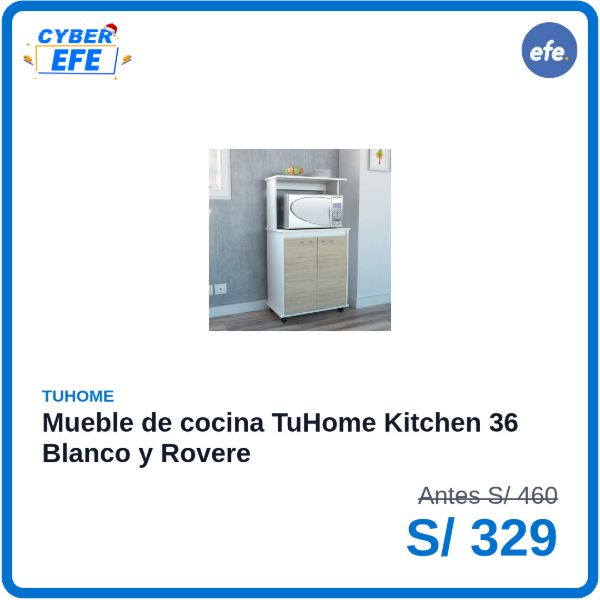 CYBER
EFE
efe.
TUHOME
Mueble de cocina TuHome Kitchen 36
Blanco y Rovere
Antes S/ 460
S/ 329